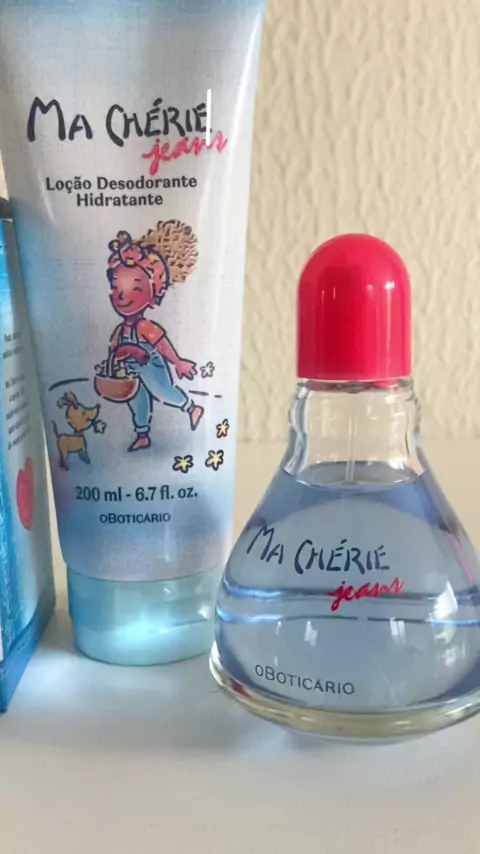 MA CHÉRIE
jeans
Loção Desodorante
Hidratante
200 ml - 6.7 fl. oz.
oBOTICÁRIO
MA CHÉRIE
jeans
oBOTICÁRIO